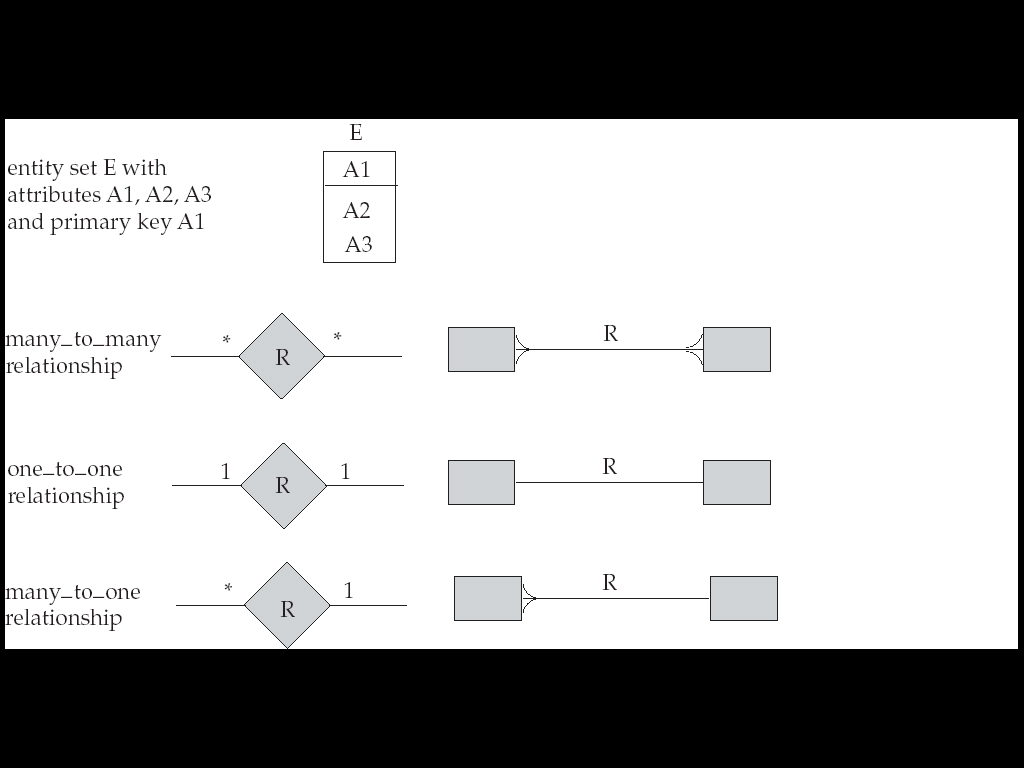 E
entity set E with
attributes A1, A2, A3
and primary key A1
A1
A2
A3
many_to_many
relationship
* R *
R
one_to_one
relationship
1 R 1
R
many_to_one
relationship
* R 1
R